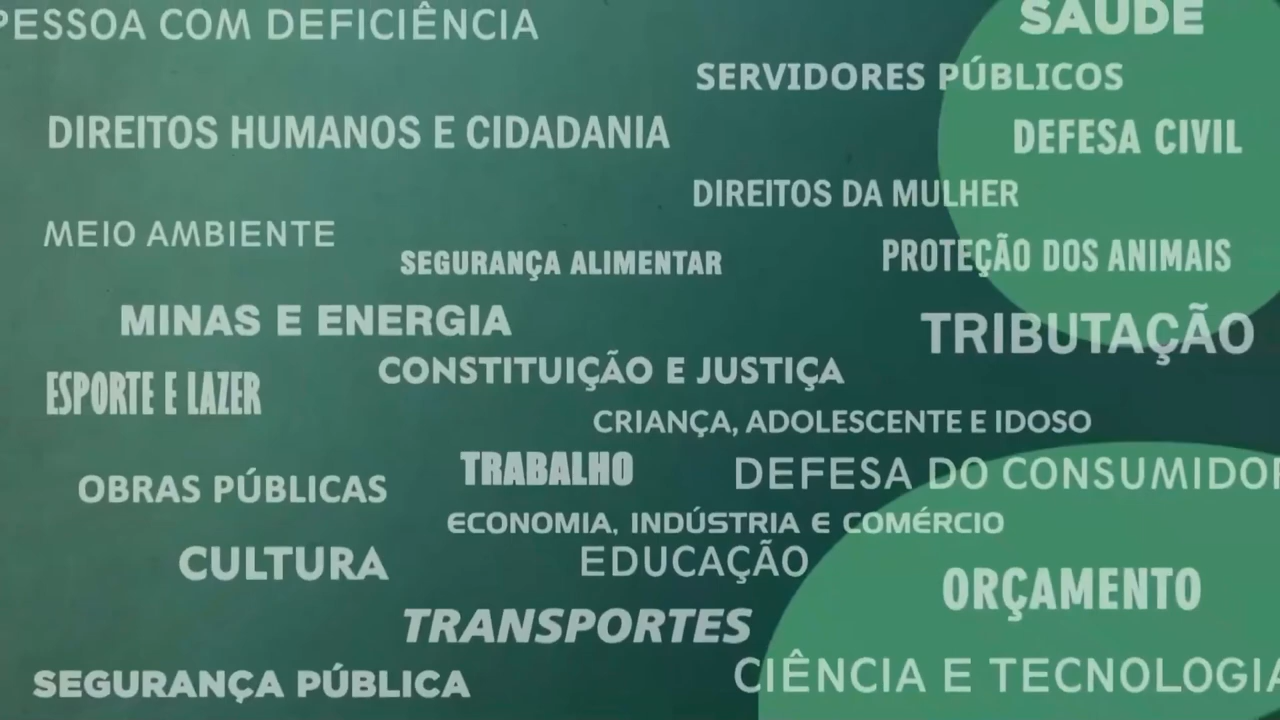 PESSOA COM DEFICIÊNCIA
SAÚDE
SERVIDORES PÚBLICOS
DIREITOS HUMANOS E CIDADANIA
DEFESA CIVIL
DIREITOS DA MULHER
MEIO AMBIENTE
SEGURANÇA ALIMENTAR
PROTEÇÃO DOS ANIMAIS
MINAS E ENERGIA
TRIBUTAÇÃO
CONSTITUIÇÃO E JUSTIÇA
ESPORTE E LAZER
CRIANÇA, ADOLESCENTE E IDOSO
TRABALHO
DEFESA DO CONSUMIDOR
OBRAS PÚBLICAS
ECONOMIA, INDÚSTRIA E COMÉRCIO
CULTURA
EDUCAÇÃO
ORÇAMENTO
TRANSPORTES
CIÊNCIA E TECNOLOGIA
SEGURANÇA PÚBLICA